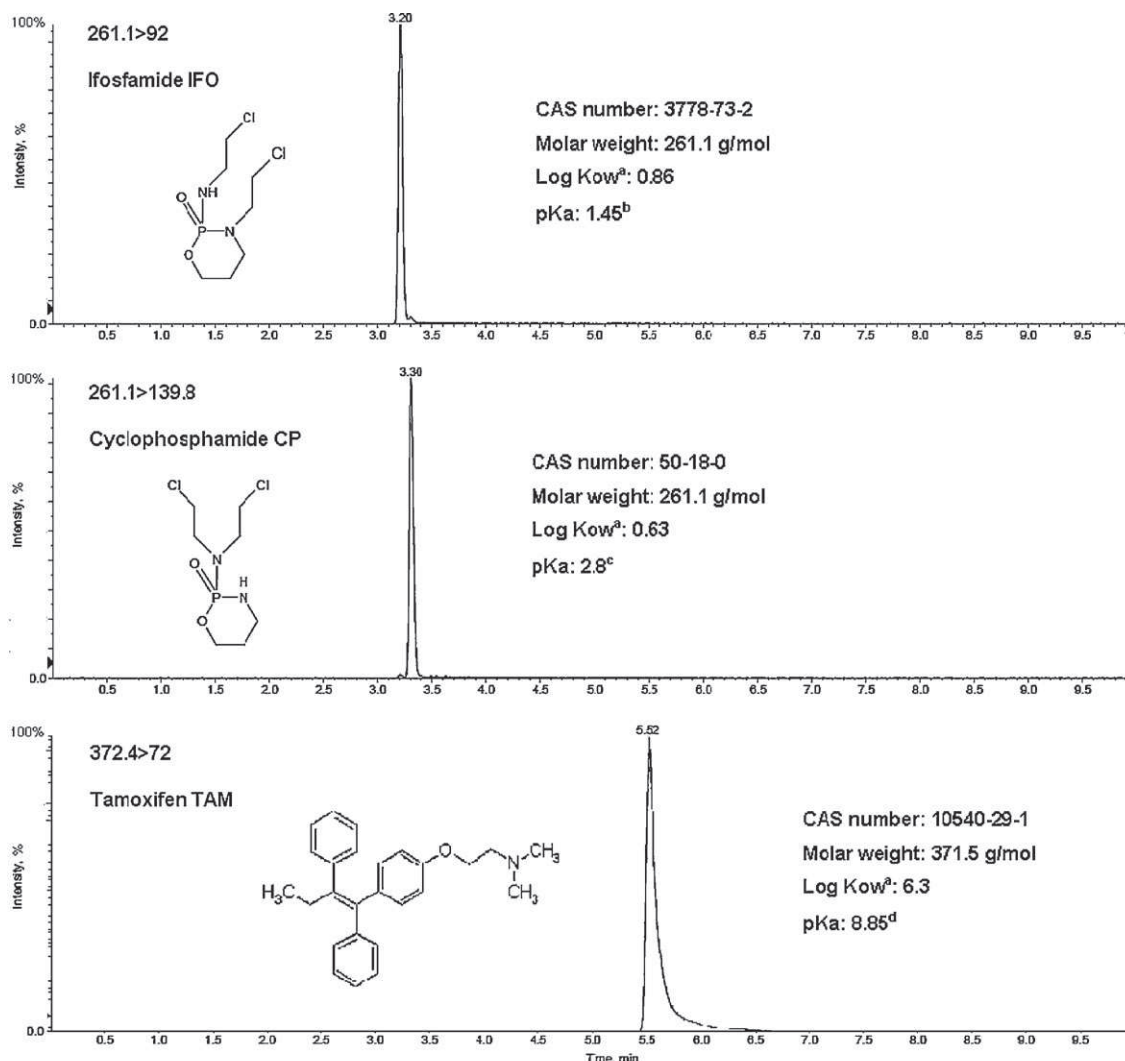 100%
3.20
261.1>92
Ifosfamide IFO
Cl
Cl
O
NH
P
N
O
CAS number: 3778-73-2
Molar weight: 261.1 g/mol
Log Kowᵃ: 0.86
pKa: 1.45ᵇ
Intensity, %
0.0
0.5 1.0 1.5 2.0 2.5 3.0 3.5 4.0 4.5 5.0 5.5 6.0 6.5 7.0 7.5 8.0 8.5 9.0 9.5
100%
3.30
261.1>139.8
Cyclophosphamide CP
Cl Cl
N
O
H
P
N
O
CAS number: 50-18-0
Molar weight: 261.1 g/mol
Log Kowᵃ: 0.63
pKa: 2.8ᶜ
Intensity, %
0.0
0.5 1.0 1.5 2.0 2.5 3.0 3.5 4.0 4.5 5.0 5.5 6.0 6.5 7.0 7.5 8.0 8.5 9.0 9.5
100%
5.52
372.4>72
Tamoxifen TAM
O
N
CH₃
CH₃
H₃C
CAS number: 10540-29-1
Molar weight: 371.5 g/mol
Log Kowᵃ: 6.3
pKa: 8.85ᵈ
Intensity, %
0.0
0.5 1.0 1.5 2.0 2.5 3.0 3.5 4.0 4.5 5.0 5.5 6.0 6.5 7.0 7.5 8.0 8.5 9.0 9.5
Time, min